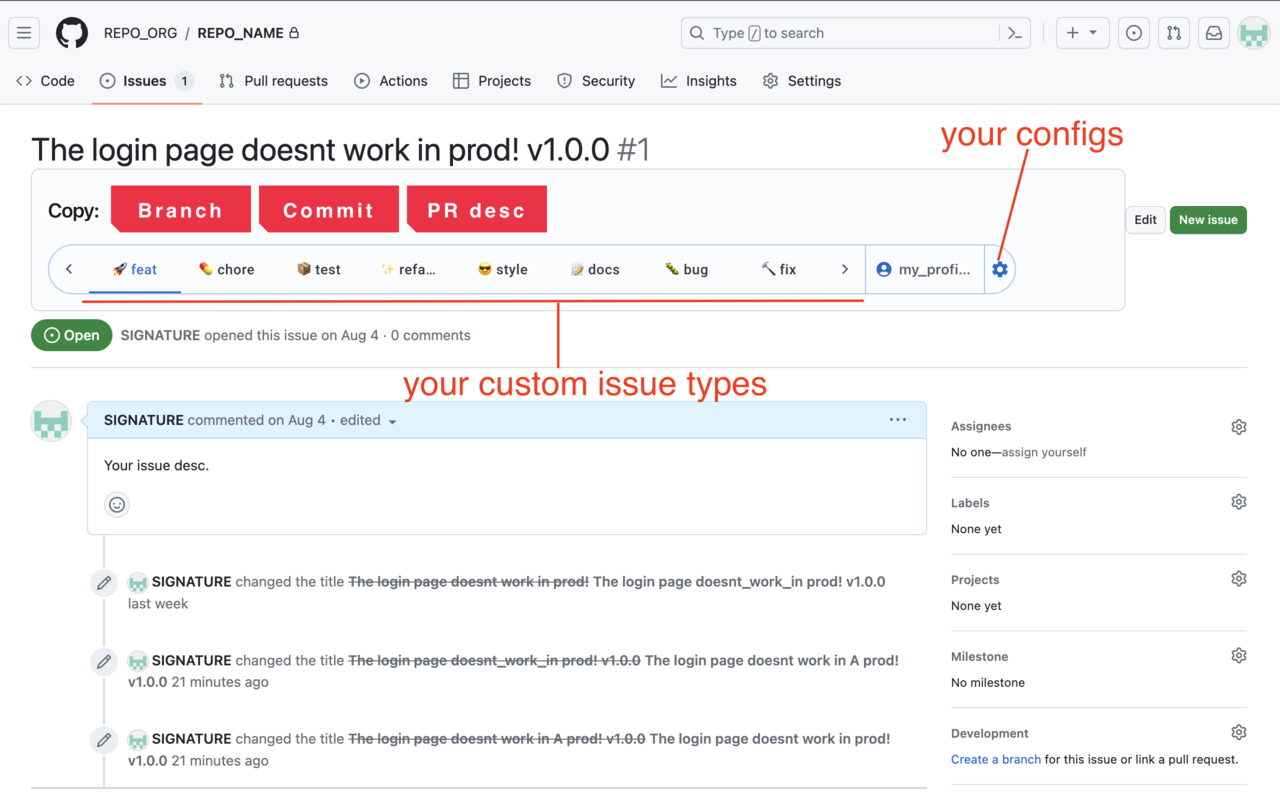 REPO_ORG / REPO_NAME
Type / to search
Code
Issues 1
Pull requests
Actions
Projects
Security
Insights
Settings
The login page doesnt work in prod! v1.0.0 #1
your configs
Copy: Branch Commit PR desc
Edit
New issue
🚀 feat
💊 chore
📦 test
✨ refa...
😎 style
📝 docs
🐛 bug
🔨 fix
my_profi...
Open
SIGNATURE opened this issue on Aug 4 · 0 comments
your custom issue types
SIGNATURE commented on Aug 4 • edited
Your issue desc.
SIGNATURE changed the title The login page doesnt work in prod! The login page doesnt_work_in prod! v1.0.0
last week
SIGNATURE changed the title The login page doesnt_work_in prod! v1.0.0 The login page doesnt work in A prod!
v1.0.0 21 minutes ago
SIGNATURE changed the title The login page doesnt work in A prod! v1.0.0 The login page doesnt work in prod!
v1.0.0 21 minutes ago
Assignees
No one—assign yourself
Labels
None yet
Projects
None yet
Milestone
No milestone
Development
Create a branch for this issue or link a pull request.